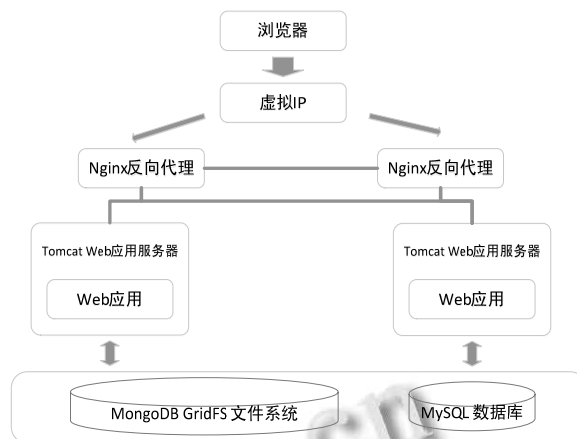 浏览器
虚拟IP
Nginx反向代理
Nginx反向代理
Tomcat Web应用服务器
Web应用
Tomcat Web应用服务器
Web应用
MongoDB GridFS 文件系统
MySQL 数据库